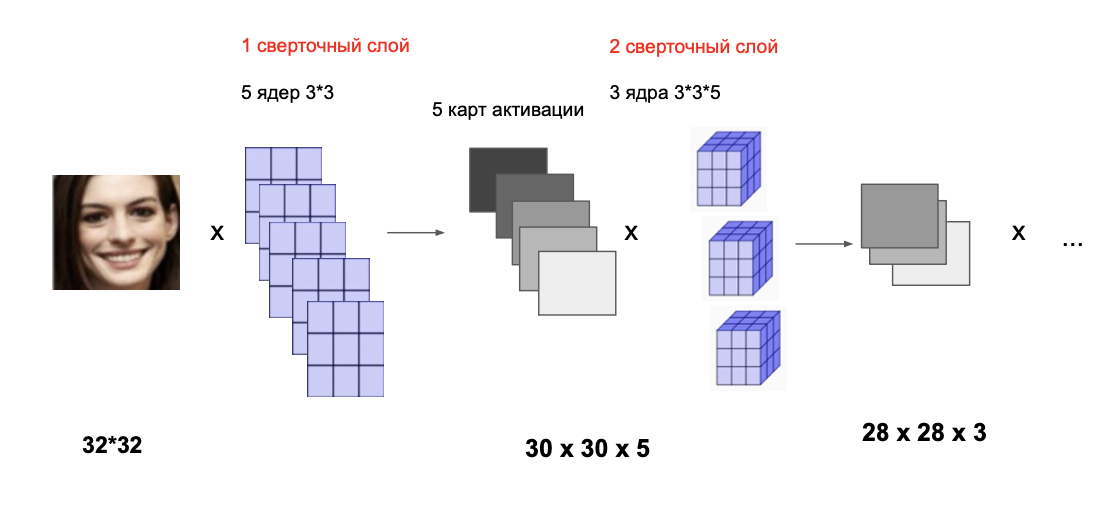 1 сверточный слой
2 сверточный слой
5 ядер 3*3
3 ядра 3*3*5
5 карт активации
X
X
X
...
32*32
30 x 30 x 5
28 x 28 x 3